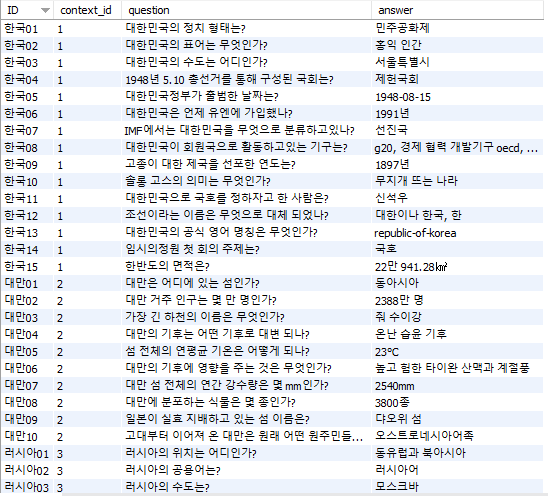 ID context_id question answer
한국01 1 대한민국의 정치 형태는? 민주공화제
한국02 1 대한민국의 표어는 무엇인가? 홍익 인간
한국03 1 대한민국의 수도는 어디인가? 서울특별시
한국04 1 1948년 5.10 총선거를 통해 구성된 국회는? 제헌국회
한국05 1 대한민국정부가 출범한 날짜는? 1948-08-15
한국06 1 대한민국은 언제 유엔에 가입했나? 1991년
한국07 1 IMF에서는 대한민국을 무엇으로 분류하고있나? 선진국
한국08 1 대한민국이 회원국으로 활동하고있는 기구는? g20, 경제 협력 개발기구 oecd, ...
한국09 1 고종이 대한 제국을 선포한 연도는? 1897년
한국10 1 솔롱 고스의 의미는 무엇인가? 무지개 뜨는 나라
한국11 1 대한민국으로 국호를 정하자고 한 사람은? 신석우
한국12 1 조선이라는 이름은 무엇으로 대체 되었나? 대한이나 한국, 한
한국13 1 대한민국의 공식 영어 명칭은 무엇인가? republic-of-korea
한국14 1 임시의정원 첫 회의 주제는? 국호
한국15 1 한반도의 면적은? 22만 941.28㎢
대만01 2 대만은 어디에 있는 섬인가? 동아시아
대만02 2 대만 거주 인구는 몇 만 명인가? 2388만 명
대만03 2 가장 긴 하천의 이름은 무엇인가? 줘 수이강
대만04 2 대만의 기후는 어떤 기후로 대변 되나? 온난 습윤 기후
대만05 2 섬 전체의 연평균 기온은 어떻게 되나? 23°C
대만06 2 대만의 기후에 영향을 주는 것은 무엇인가? 높고 험한 타이완 산맥과 계절풍
대만07 2 대만 섬 전체의 연간 강수량은 몇 mm인가? 2540mm
대만08 2 대만에 분포하는 식물은 몇 종인가? 3800종
대만09 2 일본이 실효 지배하고 있는 섬 이름은? 댜오위 섬
대만10 2 고대부터 이어져 온 대만은 원래 어떤 원주민들... 오스트로네시아어족
러시아01 3 러시아의 위치는 어디인가? 동유럽과 북아시아
러시아02 3 러시아의 공용어는? 러시아어
러시아03 3 러시아의 수도는? 모스크바